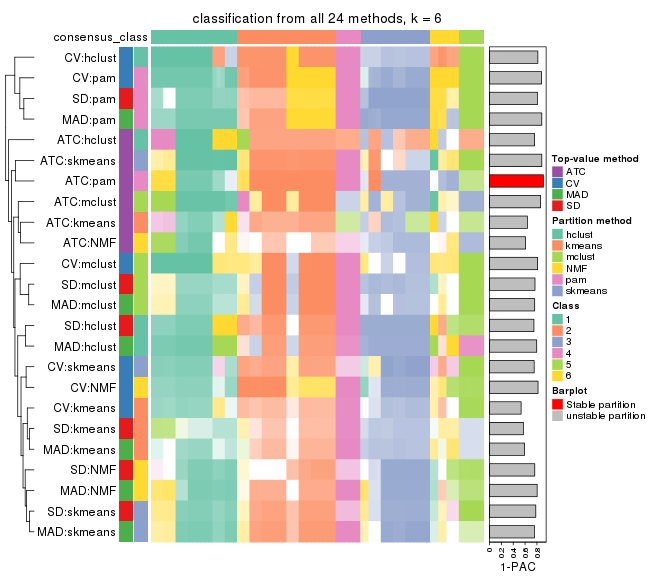 classification from all 24 methods, k = 6
consensus_class
CV:hclust
CV:pam
SD:pam
MAD:pam
ATC:hclust
ATC:skmeans
ATC:pam
ATC:mclust
ATC:kmeans
ATC:NMF
CV:mclust
SD:mclust
MAD:mclust
SD:hclust
MAD:hclust
CV:skmeans
CV:NMF
CV:kmeans
SD:kmeans
MAD:kmeans
SD:NMF
MAD:NMF
SD:skmeans
MAD:skmeans
0
0.2
0.4
0.6
0.8
1-PAC
Top-value method
ATC
CV
MAD
SD
Partition method
hclust
kmeans
mclust
NMF
pam
skmeans
Class
1
2
3
4
5
6
Barplot
Stable partition
unstable partition